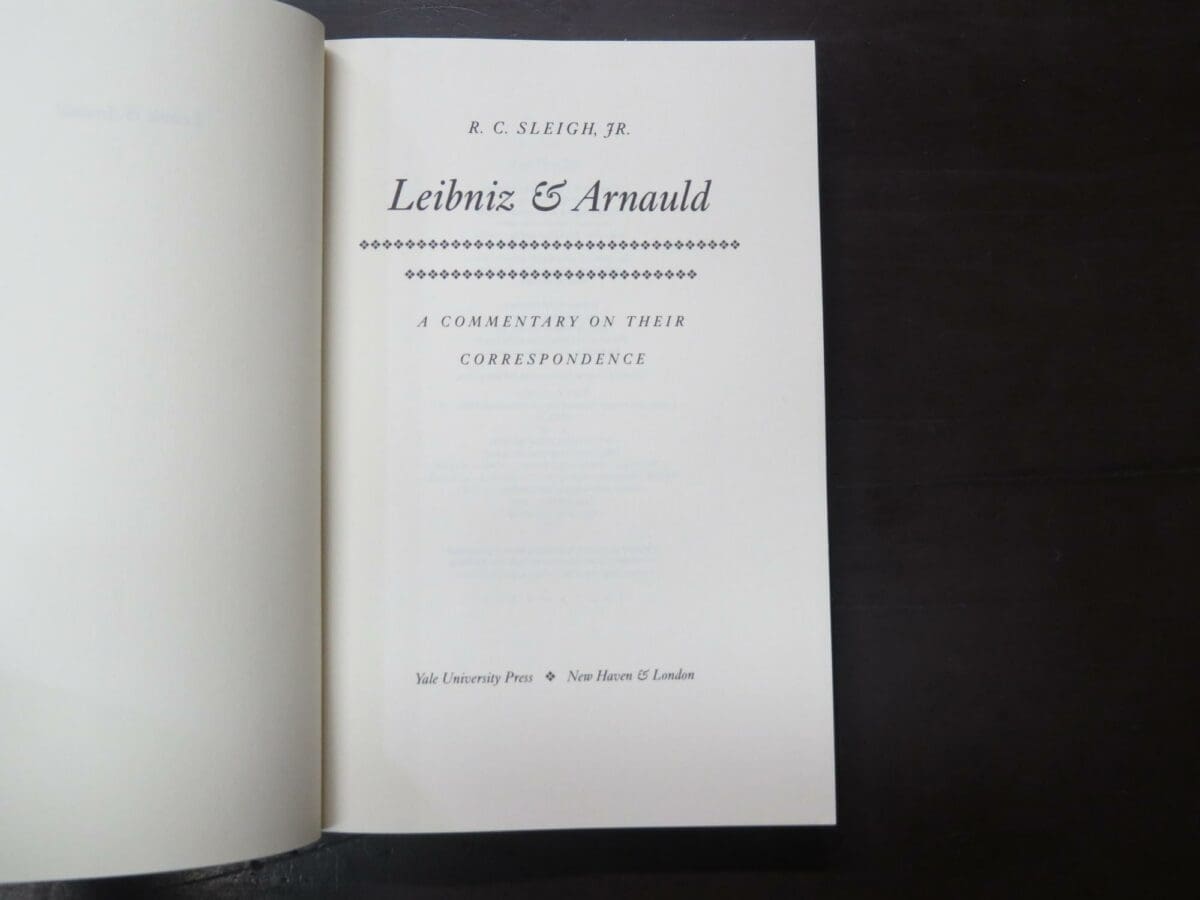 R. C. SLEIGH, JR.
Leibniz & Arnauld
A COMMENTARY ON THEIR
CORRESPONDENCE
Yale University Press ❖ New Haven & London